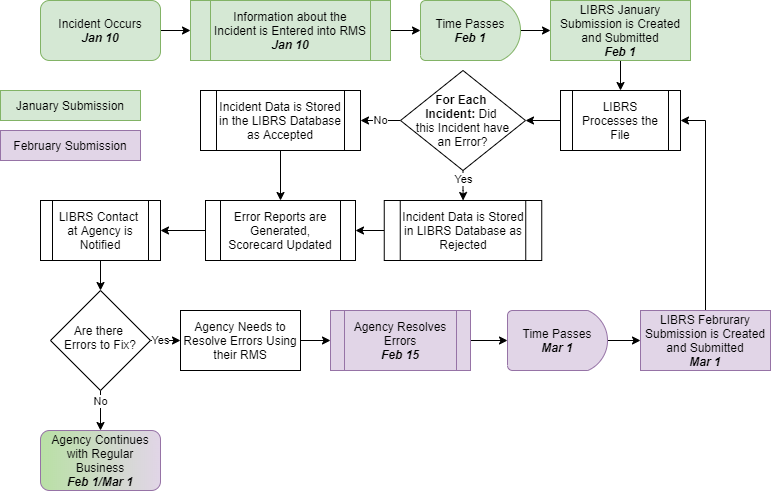 Incident Occurs
Jan 10
Information about the
Incident is Entered into RMS
Jan 10
Time Passes
Feb 1
LIBRS January
Submission is Created
and Submitted
Feb 1
January Submission
February Submission
Incident Data is Stored
in the LIBRS Database
as Accepted
No
For Each
Incident: Did
this Incident have
an Error?
LIBRS
Processes the
File
Yes
LIBRS Contact
at Agency is
Notified
Error Reports are
Generated,
Scorecard Updated
Incident Data is Stored
in LIBRS Database as
Rejected
Are there
Errors to Fix?
Yes
Agency Needs to
Resolve Errors Using
their RMS
Agency Resolves
Errors
Feb 15
Time Passes
Mar 1
LIBRS Februrary
Submission is Created
and Submitted
Mar 1
No
Agency Continues
with Regular
Business
Feb 1/Mar 1